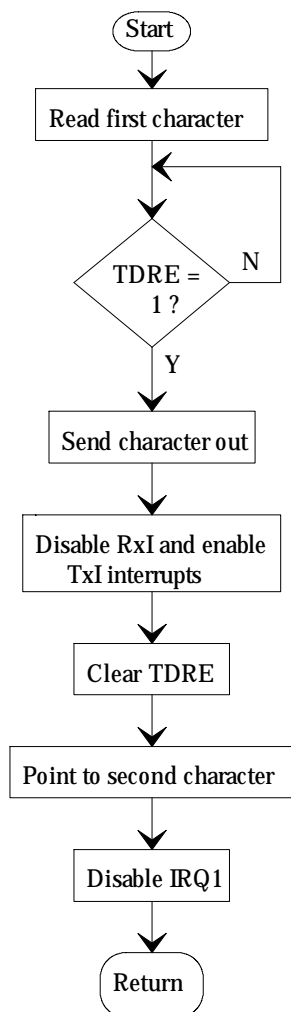 Start
Read first character
TDRE =
1 ?
N
Y
Send character out
Disable RxI and enable
TxI interrupts
Clear TDRE
Point to second character
Disable IRQ1
Return